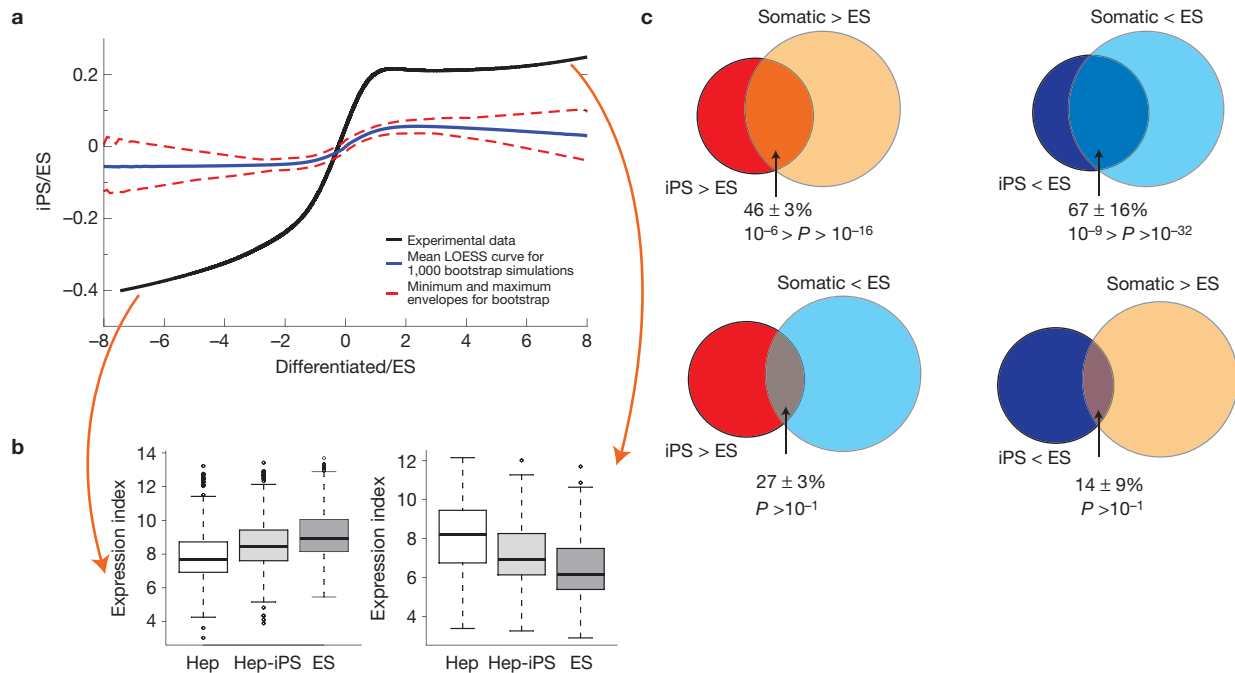 a
0.2
0
−0.2
−0.4
iPS/ES
−8 −6 −4 −2 0 2 4 6 8
Differentiated/ES
Experimental data
Mean LOESS curve for
1,000 bootstrap simulations
Minimum and maximum
envelopes for bootstrap
b
14
12
10
8
6
4
Expression index
Hep Hep-iPS ES
12
10
8
6
4
Expression index
Hep Hep-iPS ES
c
Somatic > ES
iPS > ES
46 ± 3%
10⁻⁶ > P > 10⁻¹⁶
Somatic < ES
iPS < ES
67 ± 16%
10⁻⁹ > P >10⁻³²
Somatic < ES
iPS > ES
27 ± 3%
P >10⁻¹
Somatic > ES
iPS < ES
14 ± 9%
P >10⁻¹